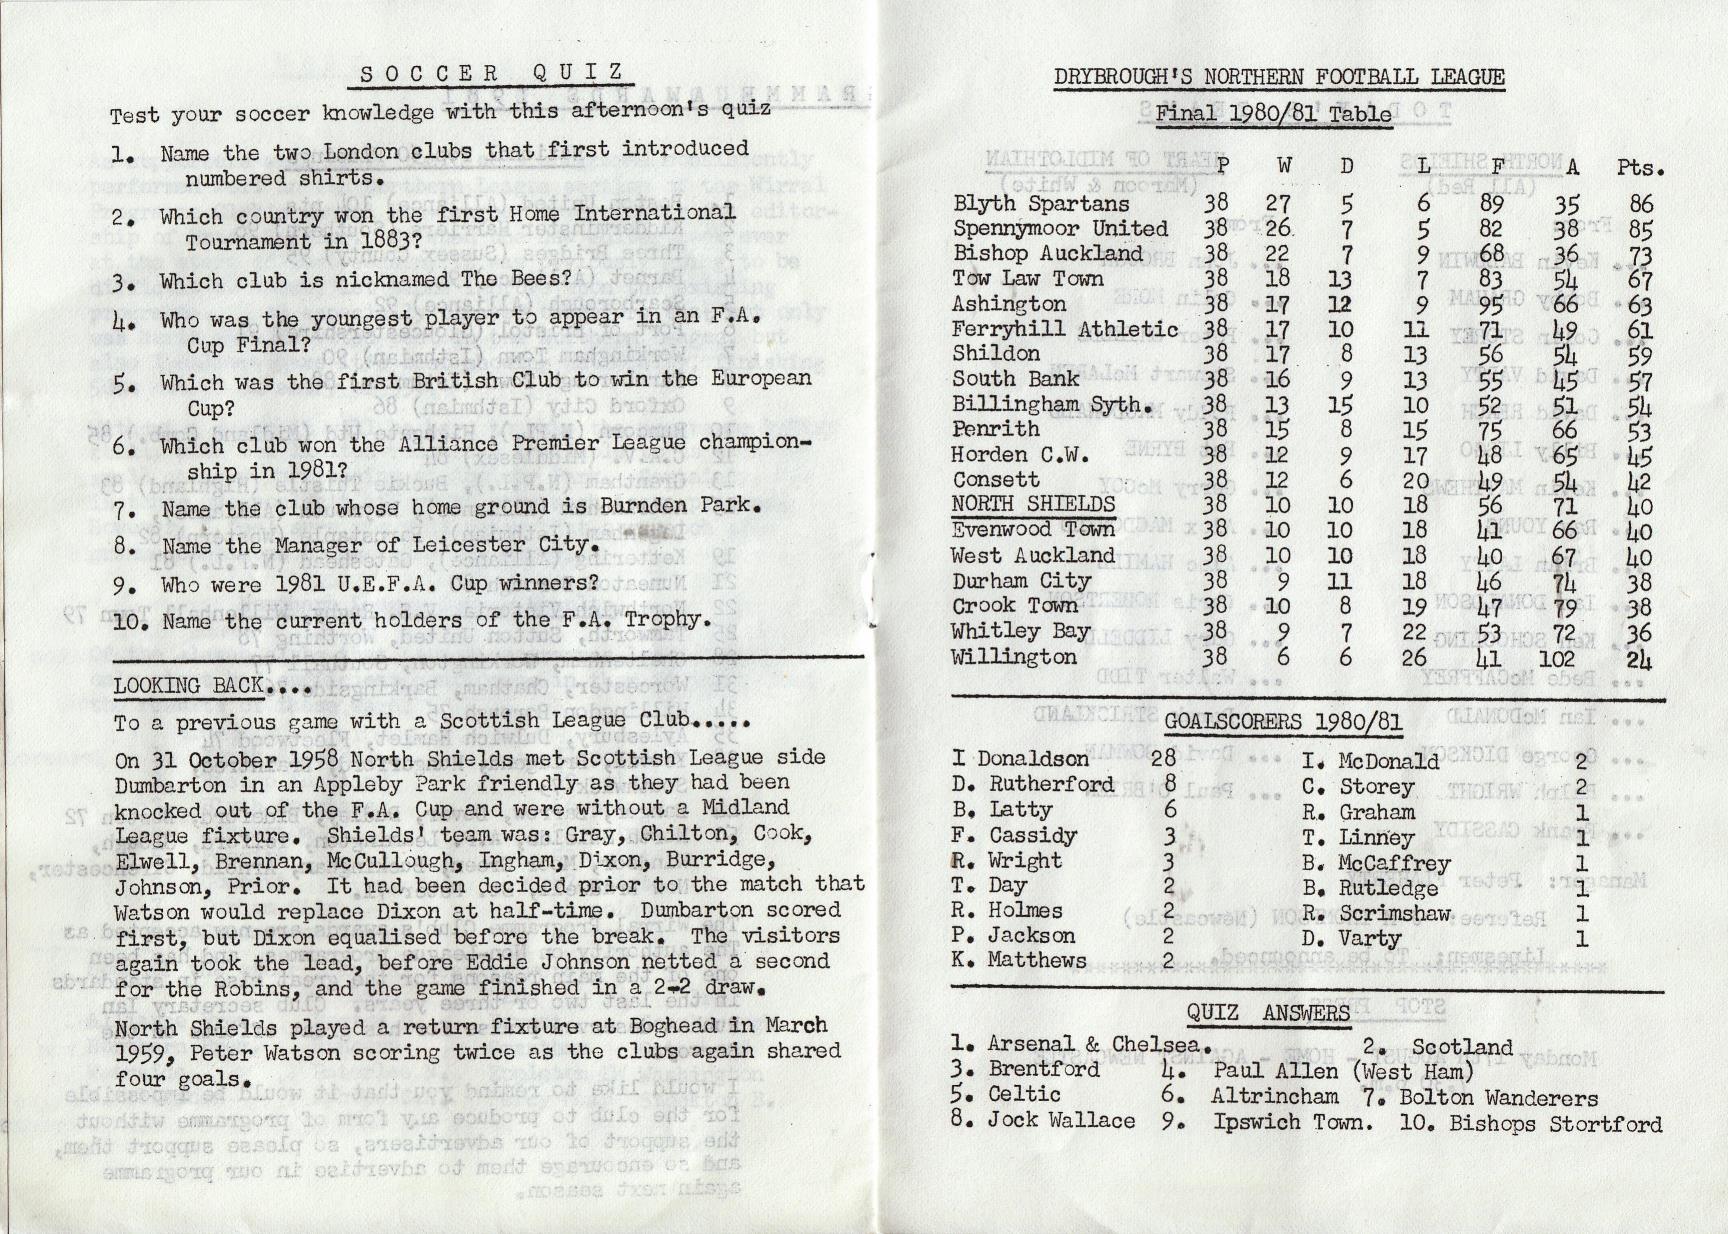 SOCCER QUIZ
Test your soccer knowledge with this afternoon's quiz
1. Name the two London clubs that first introduced
numbered shirts.
2. Which country won the first Home International
Tournament in 1883?
3. Which club is nicknamed The Bees?
4. Who was the youngest player to appear in an F.A.
Cup Final?
5. Which was the first British Club to win the European
Cup?
6. Which club won the Alliance Premier League champion-
ship in 1981?
7. Name the club whose home ground is Burnden Park.
8. Name the Manager of Leicester City.
9. Who were 1981 U.E.F.A. Cup winners?
10. Name the current holders of the F.A. Trophy.
LOOKING BACK....
To a previous game with a Scottish League Club.....
On 31 October 1958 North Shields met Scottish League side
Dumbarton in an Appleby Park friendly as they had been
knocked out of the F.A. Cup and were without a Midland
League fixture. Shields' team was: Gray, Chilton, Cook,
Elwell, Brennan, McCullough, Ingham, Dixon, Burridge,
Johnson, Prior. It had been decided prior to the match that
Watson would replace Dixon at half-time. Dumbarton scored
first, but Dixon equalised before the break. The visitors
again took the lead, before Eddie Johnson netted a second
for the Robins, and the game finished in a 2-2 draw.
North Shields played a return fixture at Boghead in March
1959, Peter Watson scoring twice as the clubs again shared
four goals.
DRYBROUGH'S NORTHERN FOOTBALL LEAGUE
Final 1980/81 Table
P W D L F A Pts.
Blyth Spartans 38 27 5 6 89 35 86
Spennymoor United 38 26 7 5 82 38 85
Bishop Auckland 38 22 7 9 68 36 73
Tow Law Town 38 18 13 7 83 54 67
Ashington 38 17 12 9 95 66 63
Ferryhill Athletic 38 17 10 11 71 49 61
Shildon 38 17 8 13 56 54 59
South Bank 38 16 9 13 55 45 57
Billingham Syth. 38 13 15 10 52 51 54
Penrith 38 15 8 15 75 66 53
Horden C.W. 38 12 9 17 48 65 45
Consett 38 12 6 20 49 54 42
NORTH SHIELDS 38 10 10 18 56 71 40
Evenwood Town 38 10 10 18 41 66 40
West Auckland 38 10 10 18 40 67 40
Durham City 38 9 11 18 46 74 38
Crook Town 38 10 8 19 47 79 38
Whitley Bay 38 9 7 22 53 72 36
Willington 38 6 6 26 41 102 24
GOALSCORERS 1980/81
I Donaldson 28 I. McDonald 2
D. Rutherford 8 C. Storey 2
B. Latty 6 R. Graham 1
F. Cassidy 3 T. Linney 1
R. Wright 3 B. McCaffrey 1
T. Day 2 B. Rutledge 1
R. Holmes 2 R. Scrimshaw 1
P. Jackson 2 D. Varty 1
K. Matthews 2
QUIZ ANSWERS
1. Arsenal & Chelsea. 2. Scotland
3. Brentford 4. Paul Allen (West Ham)
5. Celtic 6. Altrincham 7. Bolton Wanderers
8. Jock Wallace 9. Ipswich Town. 10. Bishops Stortford